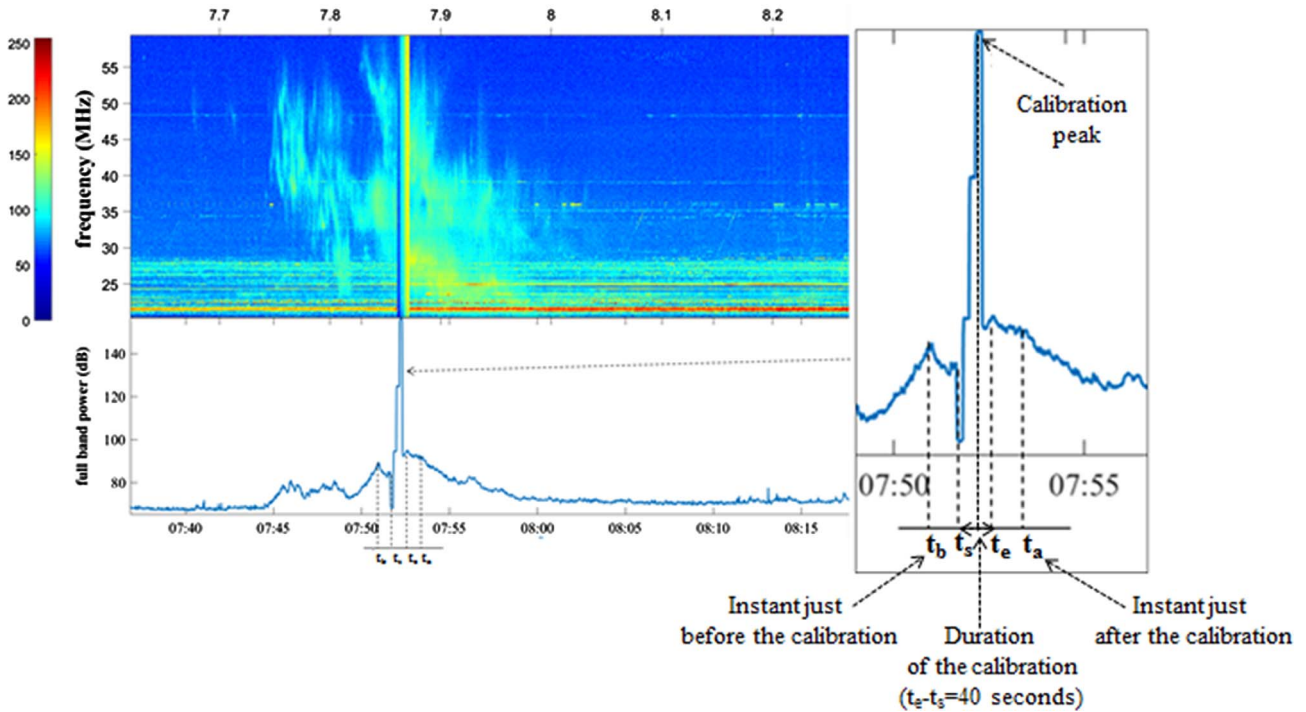 7.7 7.8 7.9 8 8.1 8.2
250
200
150
100
50
0
frequency (MHz)
55
50
45
40
35
30
25
full band power (dB)
140
120
100
80
07:40 07:45 07:50 07:55 08:00 08:05 08:10 08:15
Calibration
peak
07:50 07:55
tb ts te ta
Instant just
before the calibration
Duration
of the calibration
(te-ts=40 seconds)
Instant just
after the calibration